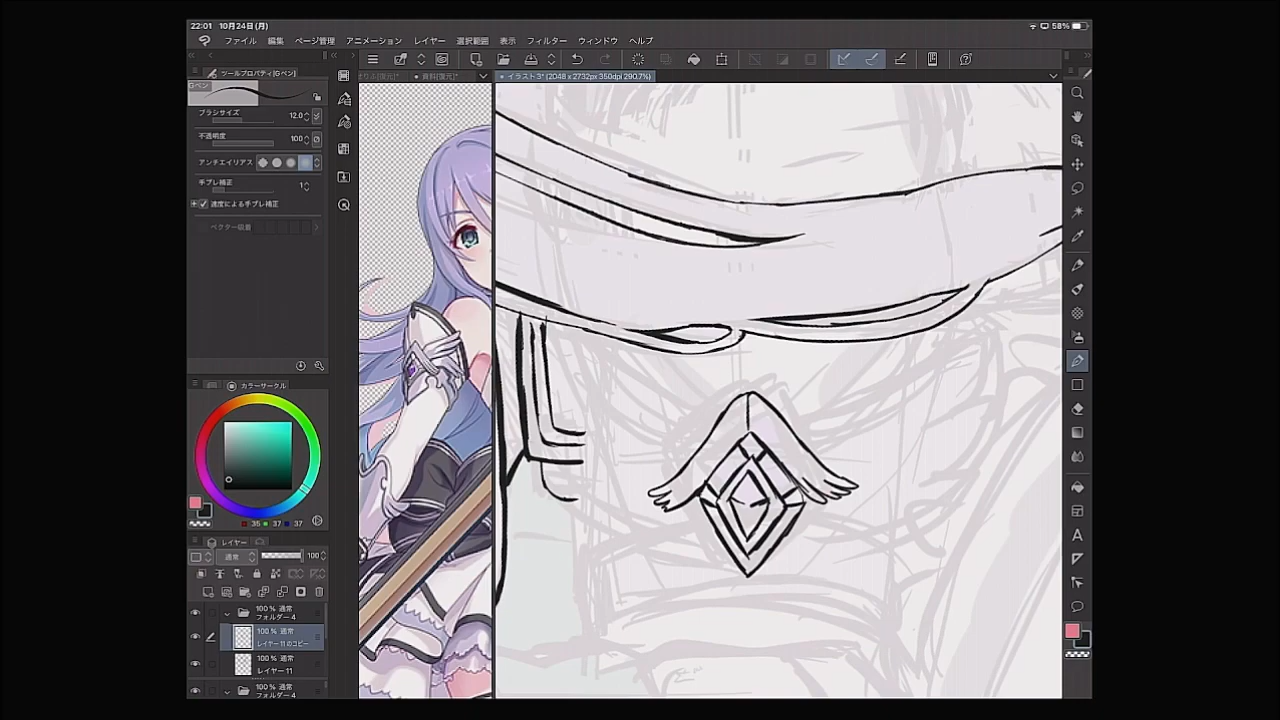 22:01 10月24日(月)
58%
ファイル 編集 ページ管理 アニメーション レイヤー 選択範囲 表示 フィルター ウィンドウ ヘルプ
ツールプロパティ[Gペン]
イラスト3* (2048 x 2732px 350dpi 290.7%)
Gペン
ブラシサイズ 12.0
不透明度 100
アンチエイリアス
手ブレ補正 1
速度による手ブレ補正
ベクター吸着
カラーサークル
35 37 37
レイヤー
通常 100
100 % 通常
フォルダー 4
100 % 通常
レイヤー 11 のコピー
100 % 通常
レイヤー 11
100 % 通常
フォルダー 4